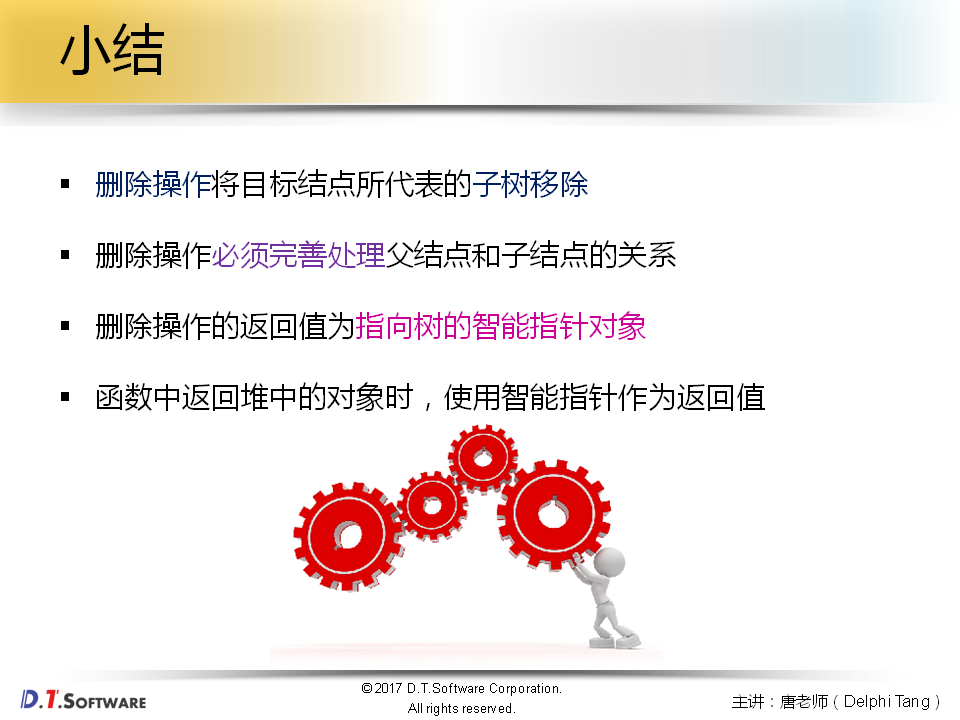 小结
删除操作将目标结点所代表的子树移除
删除操作必须完善处理父结点和子结点的关系
删除操作的返回值为指向树的智能指针对象
函数中返回堆中的对象时，使用智能指针作为返回值
D.T.SOFTWARE
©2017 D.T.Software Corporation.
All rights reserved.
主讲：唐老师（Delphi Tang）